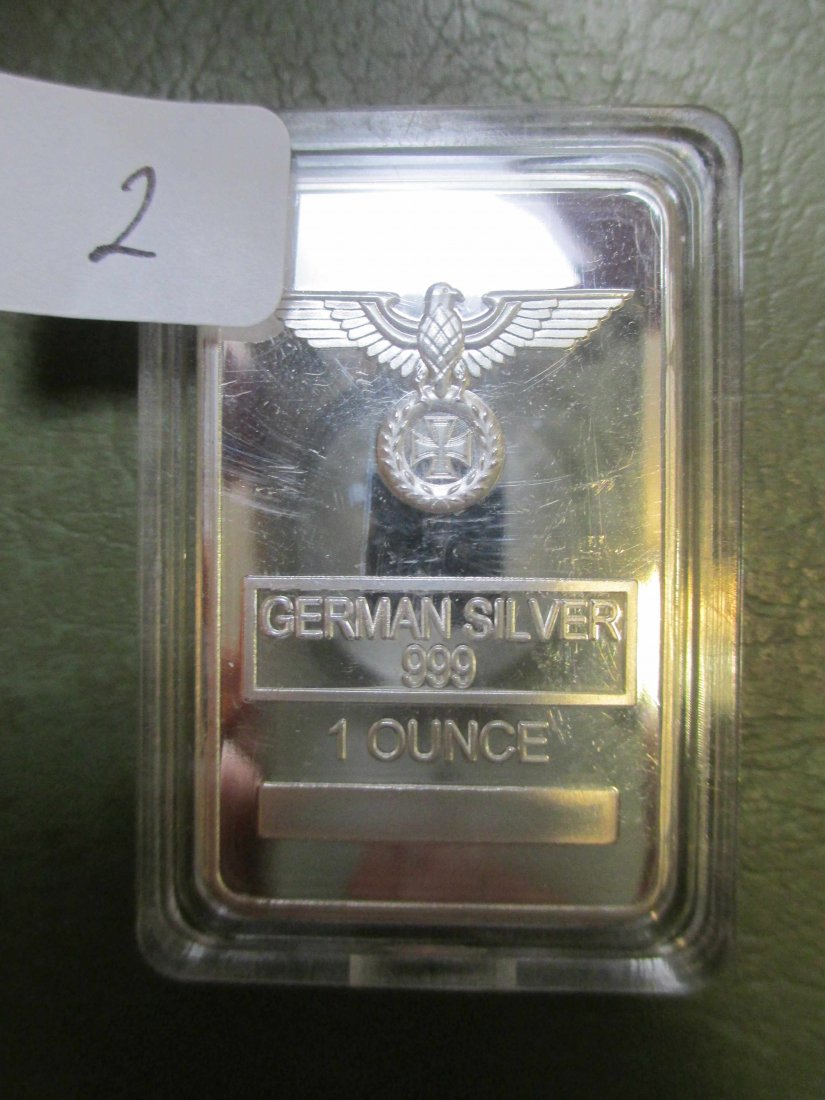 2
GERMAN SILVER
999
1 OUNCE